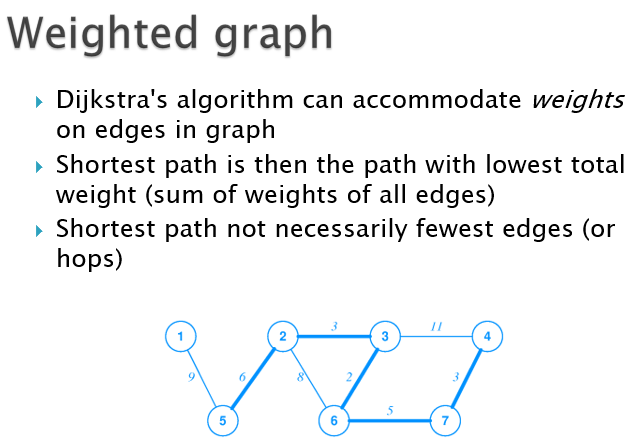 Weighted graph
Dijkstra's algorithm can accommodate weights
on edges in graph
Shortest path is then the path with lowest total
weight (sum of weights of all edges)
Shortest path not necessarily fewest edges (or
hops)
3 11
1 2 3 4
9 6 8 2 3
5
5 6 7